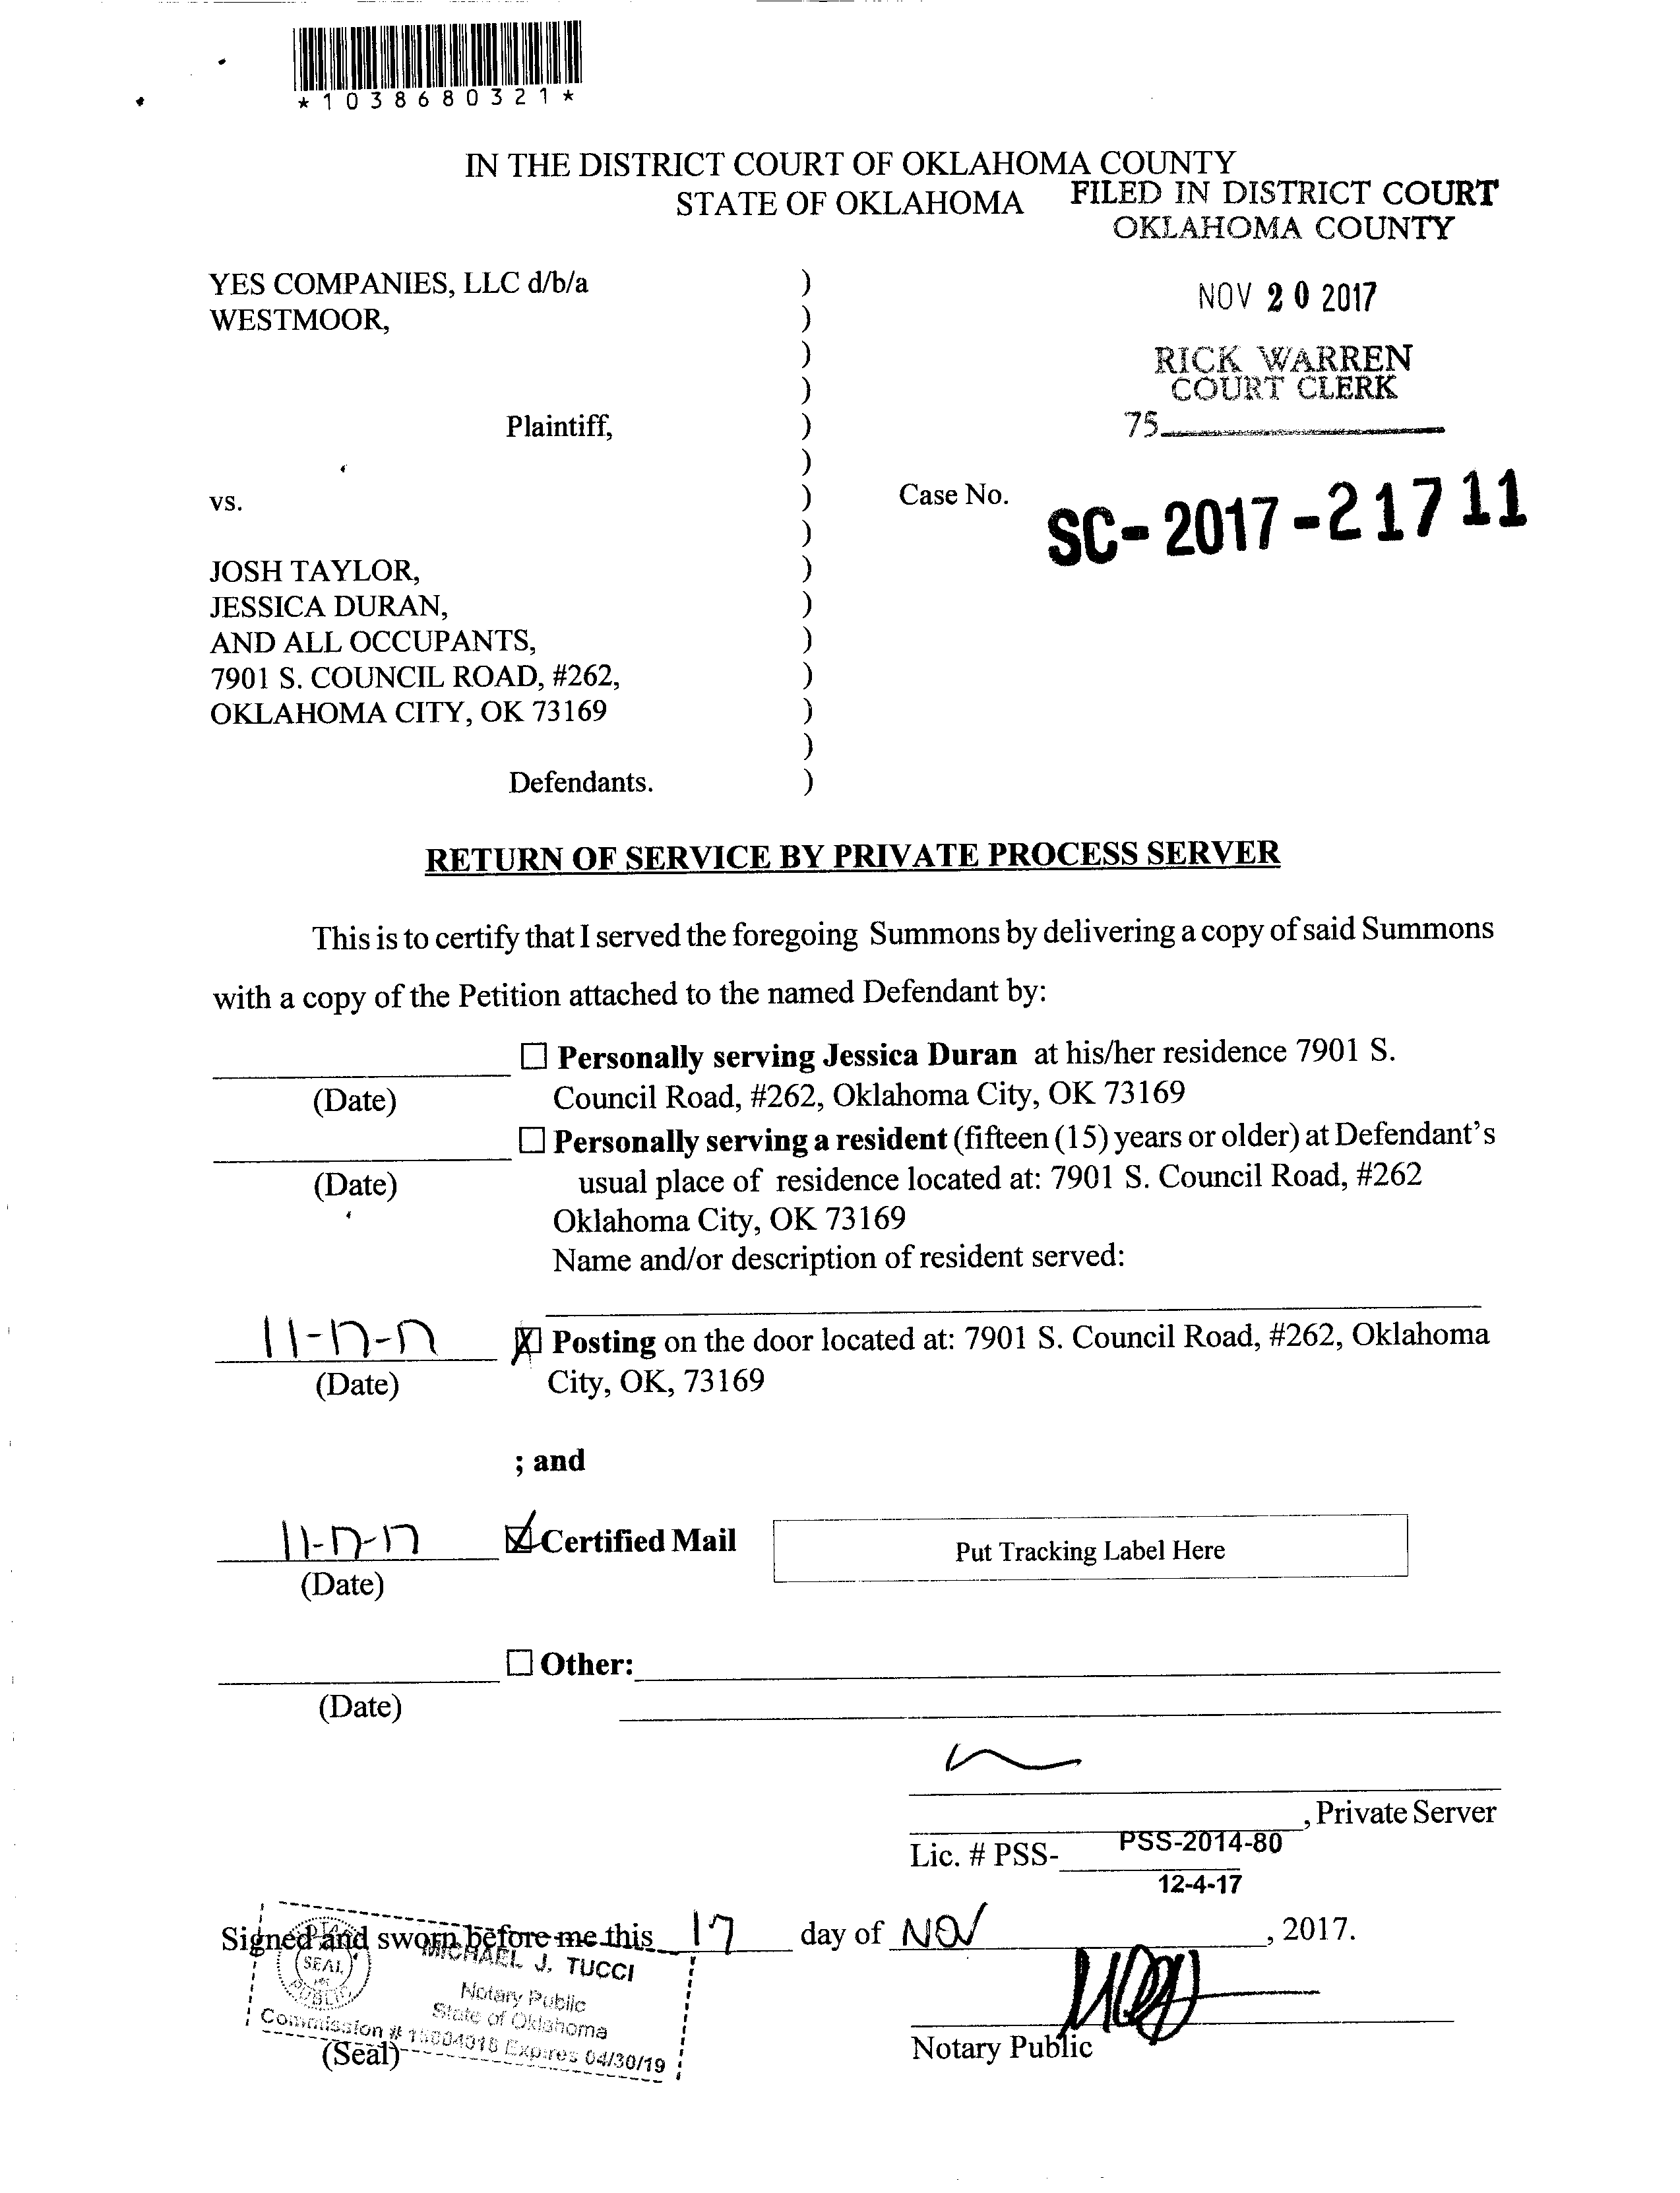 *1038680321*
IN THE DISTRICT COURT OF OKLAHOMA COUNTY
STATE OF OKLAHOMA
FILED IN DISTRICT COURT
OKLAHOMA COUNTY
NOV 20 2017
RICK WARREN
COURT CLERK
75
YES COMPANIES, LLC d/b/a )
WESTMOOR, )
)
)
Plaintiff, )
)
vs. ) Case No. SC-2017-21711
)
JOSH TAYLOR, )
JESSICA DURAN, )
AND ALL OCCUPANTS, )
7901 S. COUNCIL ROAD, #262, )
OKLAHOMA CITY, OK 73169 )
)
Defendants. )
RETURN OF SERVICE BY PRIVATE PROCESS SERVER
This is to certify that I served the foregoing Summons by delivering a copy of said Summons
with a copy of the Petition attached to the named Defendant by:
☐ Personally serving Jessica Duran at his/her residence 7901 S.
(Date) Council Road, #262, Oklahoma City, OK 73169
☐ Personally serving a resident (fifteen (15) years or older) at Defendant's
(Date) usual place of residence located at: 7901 S. Council Road, #262
Oklahoma City, OK 73169
Name and/or description of resident served:
11-17-17 ☒ Posting on the door located at: 7901 S. Council Road, #262, Oklahoma
(Date) City, OK, 73169
; and
11-17-17 ☒ Certified Mail Put Tracking Label Here
(Date)
☐ Other:
(Date)
, Private Server
Lic. # PSS- PSS-2014-80
12-4-17
Signed and sworn before me this 17 day of NOV, 2017.
SEAL
MICHAEL J. TUCCI
Notary Public
State of Oklahoma
Commission # Expires 04/30/19
(Seal)
Notary Public